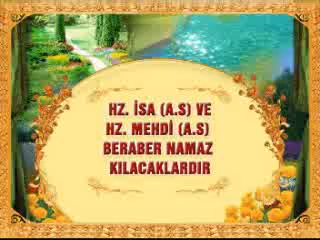 HZ. İSA (A.S) VE
HZ. MEHDİ (A.S)
BERABER NAMAZ
KILACAKLARDIR